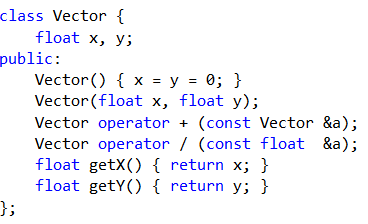 class Vector {
    float x, y;
public:
    Vector() { x = y = 0; }
    Vector(float x, float y);
    Vector operator + (const Vector &a);
    Vector operator / (const float  &a);
    float getX() { return x; }
    float getY() { return y; }
};